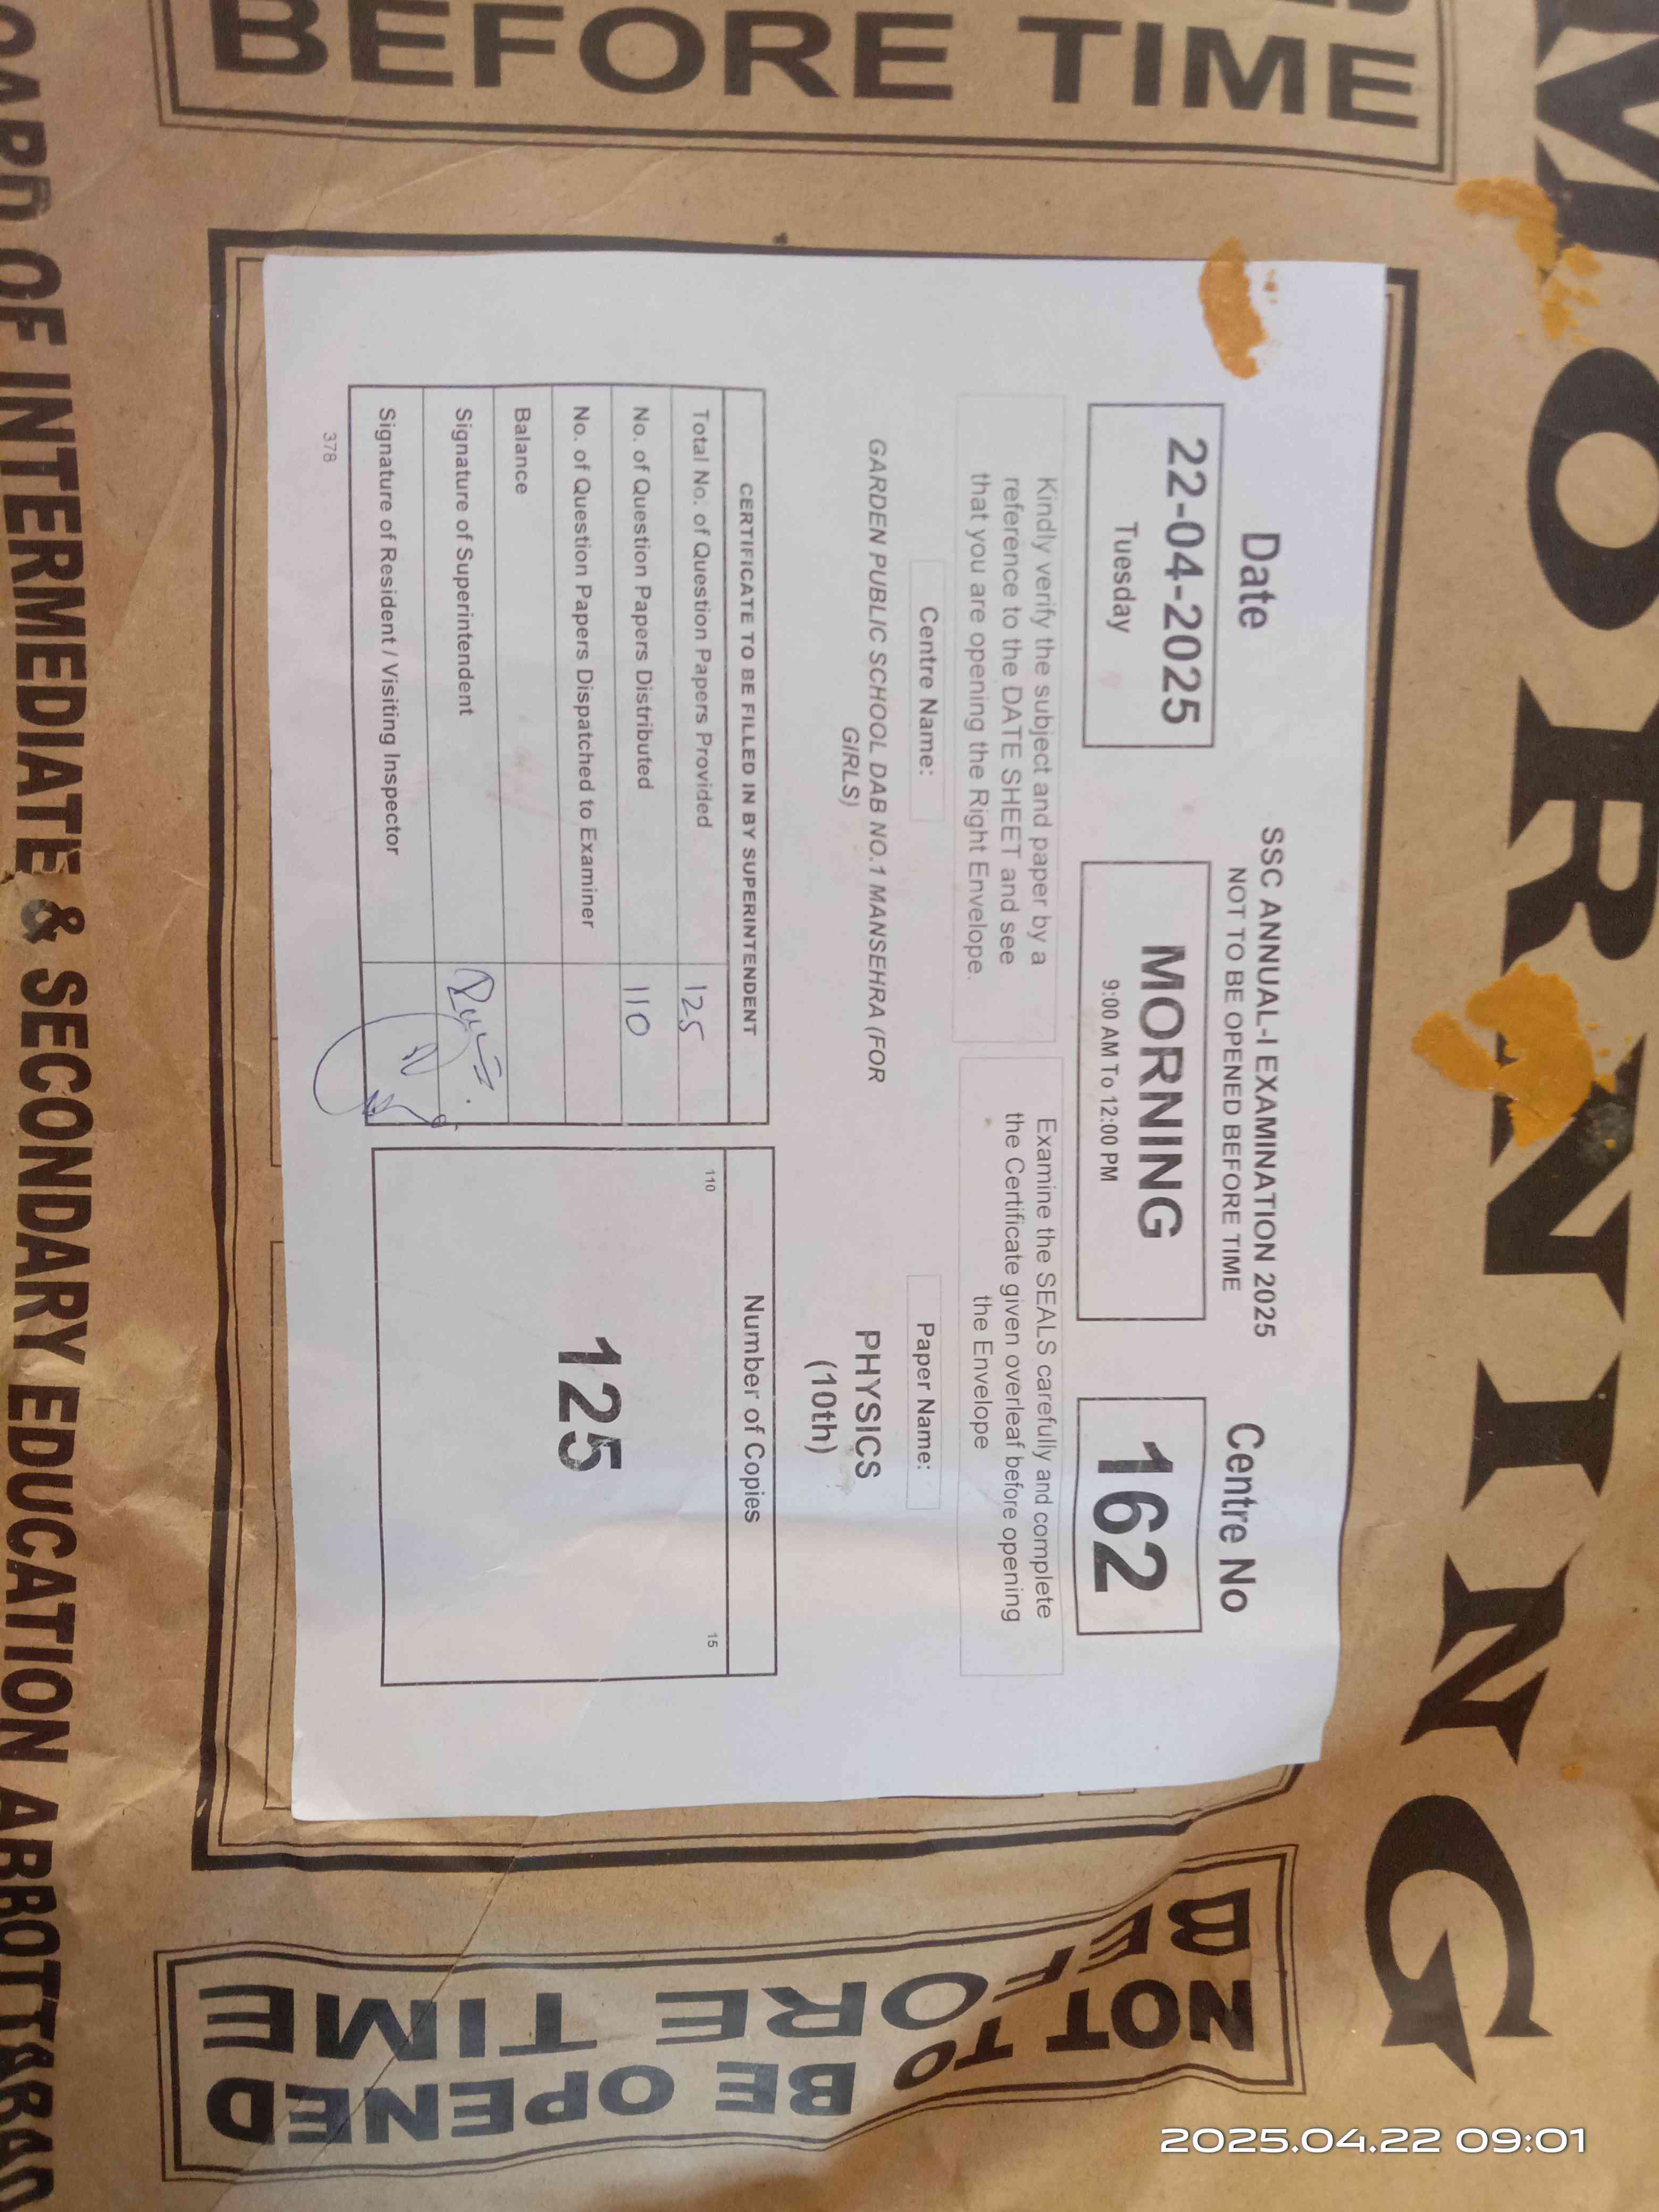 MORNING
BEFORE TIME
Date
SSC ANNUAL-I EXAMINATION 2025
NOT TO BE OPENED BEFORE TIME
Centre No
22-04-2025
Tuesday
MORNING
9:00 AM To 12:00 PM
162
Kindly verify the subject and paper by a
reference to the DATE SHEET and see
that you are opening the Right Envelope.
Examine the SEALS carefully and complete
the Certificate given overleaf before opening
the Envelope
Centre Name:
Paper Name:
GARDEN PUBLIC SCHOOL DAB NO.1 MANSEHRA (FOR
GIRLS)
PHYSICS
(10th)
CERTIFICATE TO BE FILLED IN BY SUPERINTENDENT
Total No. of Question Papers Provided 125
No. of Question Papers Distributed 110
No. of Question Papers Dispatched to Examiner
Balance
Signature of Superintendent
Signature of Resident / Visiting Inspector
378
Number of Copies
110 15
125
NOT TO BE OPENED
BEFORE TIME
OF INTERMEDIATE & SECONDARY EDUCATION ABBOTTABAD
2025.04.22 09:01